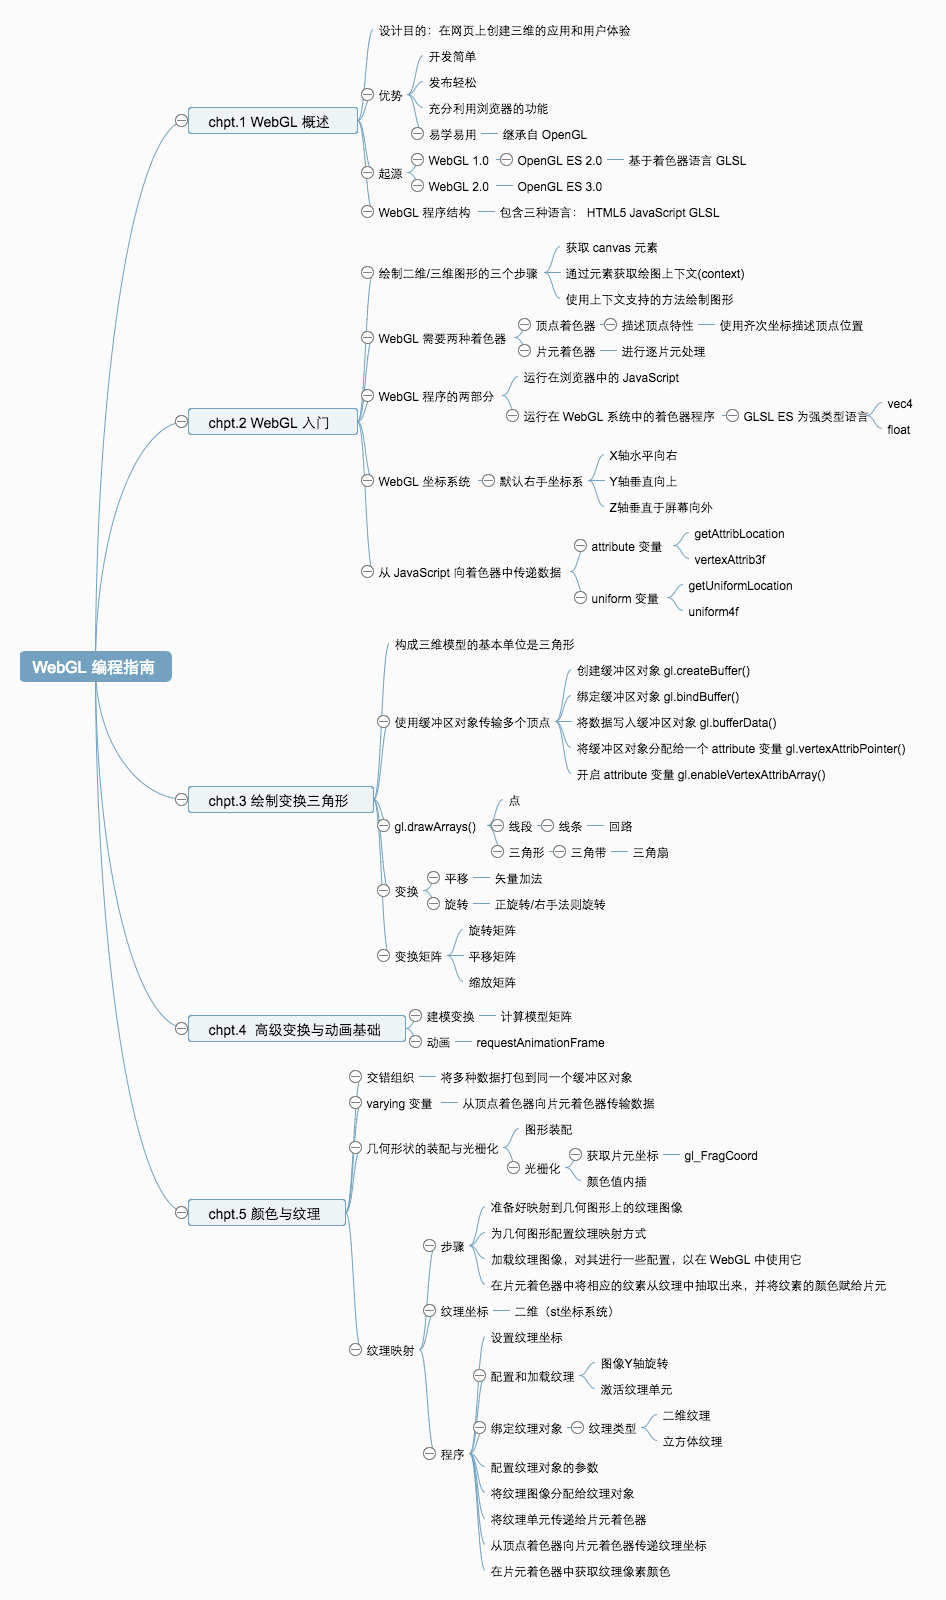 WebGL 编程指南
chpt.1 WebGL 概述
设计目的：在网页上创建三维的应用和用户体验
优势
开发简单
发布轻松
充分利用浏览器的功能
易学易用
继承自 OpenGL
起源
WebGL 1.0
OpenGL ES 2.0
基于着色器语言 GLSL
WebGL 2.0
OpenGL ES 3.0
WebGL 程序结构
包含三种语言： HTML5 JavaScript GLSL
chpt.2 WebGL 入门
绘制二维/三维图形的三个步骤
获取 canvas 元素
通过元素获取绘图上下文(context)
使用上下文支持的方法绘制图形
WebGL 需要两种着色器
顶点着色器
描述顶点特性
使用齐次坐标描述顶点位置
片元着色器
进行逐片元处理
WebGL 程序的两部分
运行在浏览器中的 JavaScript
运行在 WebGL 系统中的着色器程序
GLSL ES 为强类型语言
vec4
float
WebGL 坐标系统
默认右手坐标系
X轴水平向右
Y轴垂直向上
Z轴垂直于屏幕向外
从 JavaScript 向着色器中传递数据
attribute 变量
getAttribLocation
vertexAttrib3f
uniform 变量
getUniformLocation
uniform4f
chpt.3 绘制变换三角形
构成三维模型的基本单位是三角形
使用缓冲区对象传输多个顶点
创建缓冲区对象 gl.createBuffer()
绑定缓冲区对象 gl.bindBuffer()
将数据写入缓冲区对象 gl.bufferData()
将缓冲区对象分配给一个 attribute 变量 gl.vertexAttribPointer()
开启 attribute 变量 gl.enableVertexAttribArray()
gl.drawArrays()
点
线段
线条
回路
三角形
三角带
三角扇
变换
平移
矢量加法
旋转
正旋转/右手法则旋转
变换矩阵
旋转矩阵
平移矩阵
缩放矩阵
chpt.4 高级变换与动画基础
建模变换
计算模型矩阵
动画
requestAnimationFrame
chpt.5 颜色与纹理
交错组织
将多种数据打包到同一个缓冲区对象
varying 变量
从顶点着色器向片元着色器传输数据
几何形状的装配与光栅化
图形装配
光栅化
获取片元坐标
gl_FragCoord
颜色值内插
纹理映射
步骤
准备好映射到几何图形上的纹理图像
为几何图形配置纹理映射方式
加载纹理图像，对其进行一些配置，以在 WebGL 中使用它
在片元着色器中将相应的纹素从纹理中抽取出来，并将纹素的颜色赋给片元
纹理坐标
二维（st坐标系统）
程序
设置纹理坐标
配置和加载纹理
图像Y轴旋转
激活纹理单元
绑定纹理对象
纹理类型
二维纹理
立方体纹理
配置纹理对象的参数
将纹理图像分配给纹理对象
将纹理单元传递给片元着色器
从顶点着色器向片元着色器传递纹理坐标
在片元着色器中获取纹理像素颜色